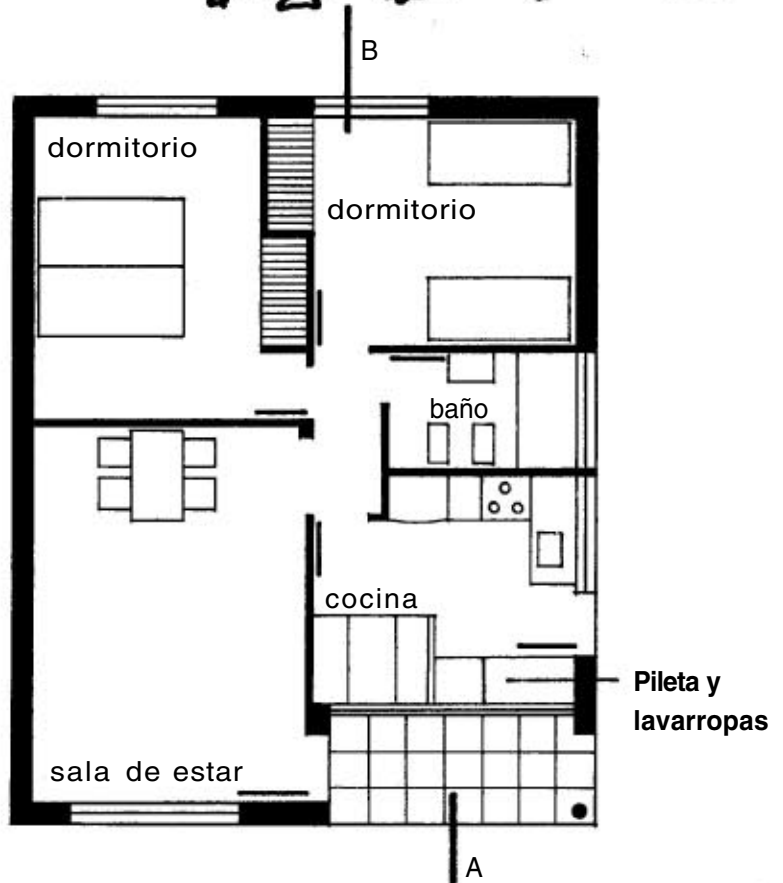 B
dormitorio
dormitorio
baño
cocina
Pileta y
lavarropas
sala de estar
A